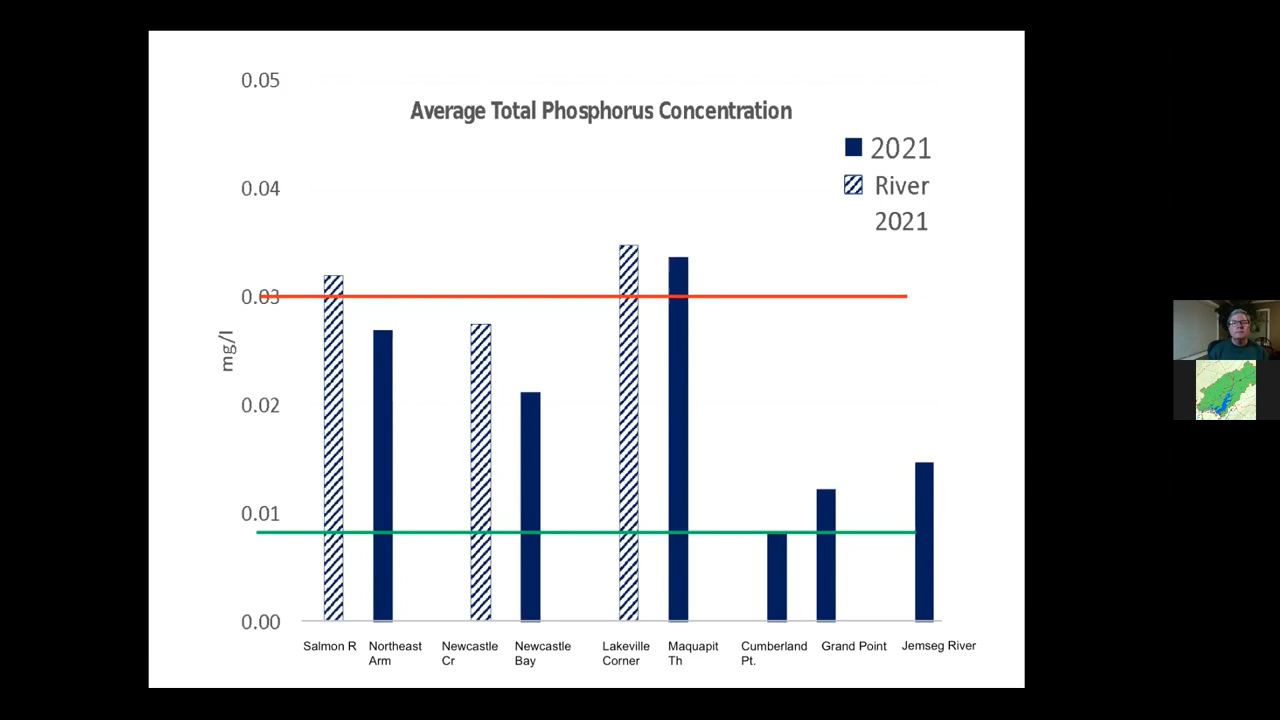 0.05
Average Total Phosphorus Concentration
2021
River
2021
0.04
0.03
mg/l
0.02
0.01
0.00
Salmon R
Northeast
Arm
Newcastle
Cr
Newcastle
Bay
Lakeville
Corner
Maquapit
Th
Cumberland
Pt.
Grand Point
Jemseg River